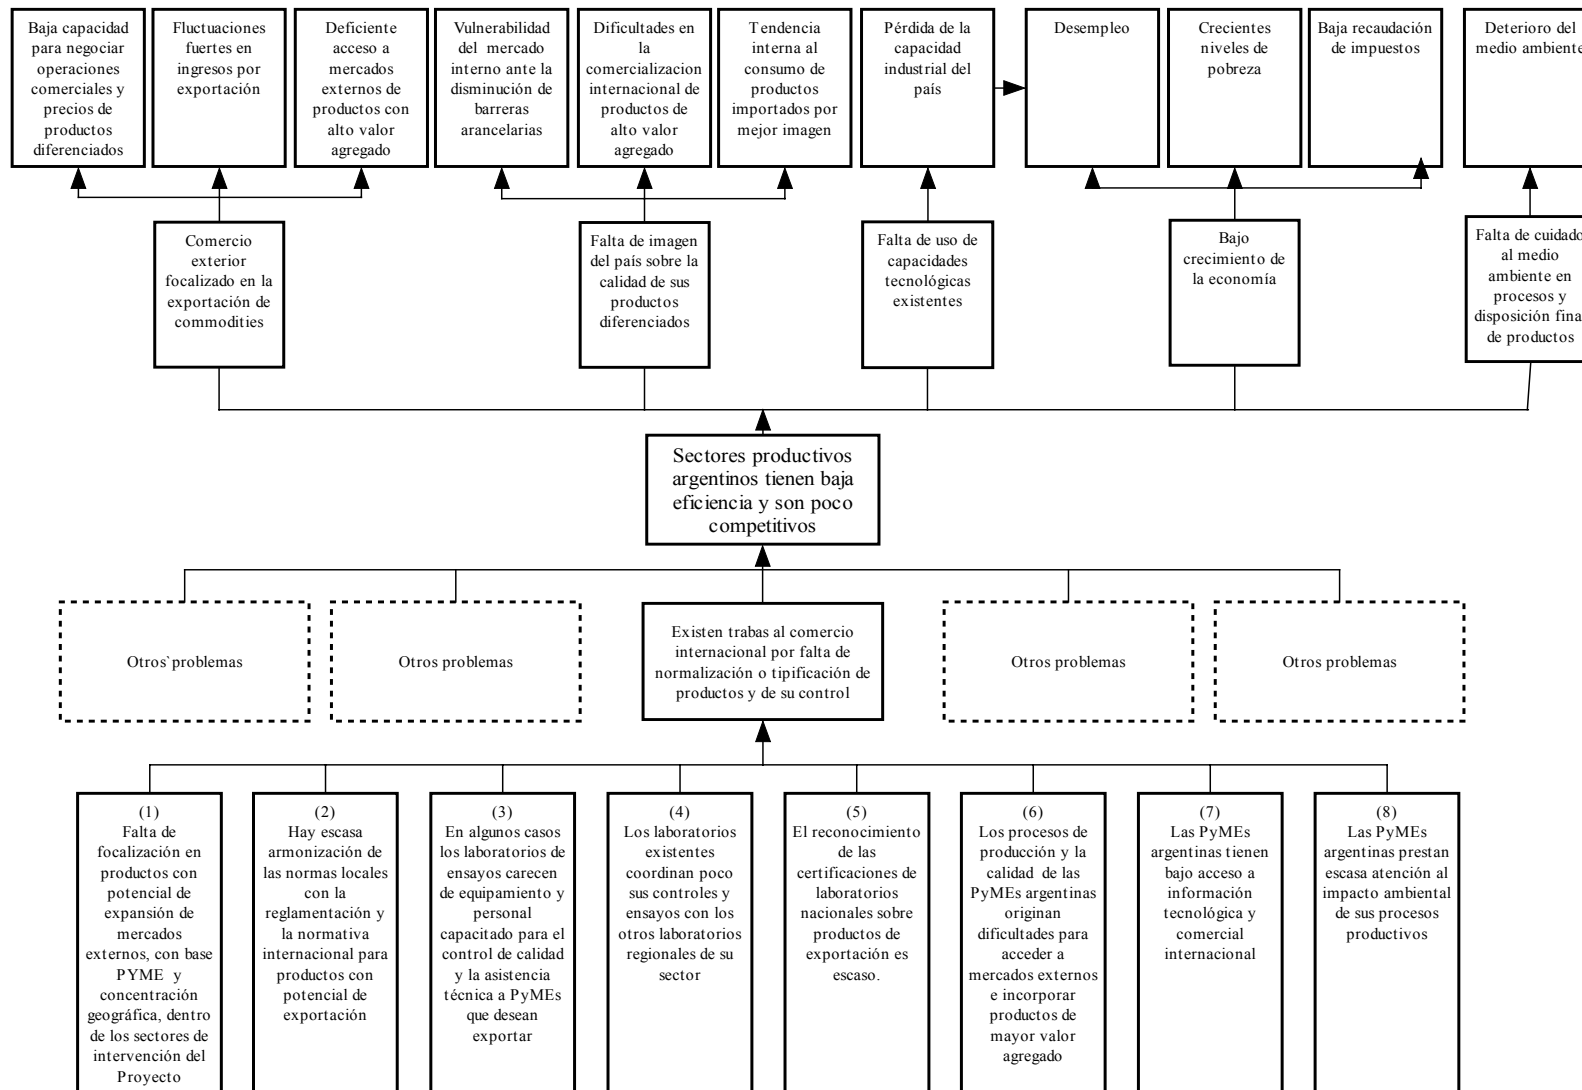 Baja capacidad
para negociar
operaciones
comerciales y
precios de
productos
diferenciados
Fluctuaciones
fuertes en
ingresos por
exportación
Deficiente
acceso a
mercados
externos de
productos con
alto valor
agregado
Vulnerabilidad
del mercado
interno ante la
disminución de
barreras
arancelarias
Dificultades en
la
comercializacion
internacional de
productos de
alto valor
agregado
Tendencia
interna al
consumo de
productos
importados por
mejor imagen
Pérdida de la
capacidad
industrial del
país
Desempleo
Crecientes
niveles de
pobreza
Baja recaudación
de impuestos
Deterioro del
medio ambiente
Comercio
exterior
focalizado en la
exportación de
commodities
Falta de imagen
del país sobre la
calidad de sus
productos
diferenciados
Falta de uso de
capacidades
tecnológicas
existentes
Bajo
crecimiento de
la economía
Falta de cuidado
al medio
ambiente en
procesos y
disposición final
de productos
Sectores productivos
argentinos tienen baja
eficiencia y son poco
competitivos
Otros`problemas
Otros problemas
Existen trabas al comercio
internacional por falta de
normalización o tipificación de
productos y de su control
Otros problemas
Otros problemas
(1)
Falta de
focalización en
productos con
potencial de
expansión de
mercados
externos, con base
PYME y
concentración
geográfica, dentro
de los sectores de
intervención del
Proyecto
(2)
Hay escasa
armonización de
las normas locales
con la
reglamentación y
la normativa
internacional para
productos con
potencial de
exportación
(3)
En algunos casos
los laboratorios de
ensayos carecen
de equipamiento y
personal
capacitado para el
control de calidad
y la asistencia
técnica a PyMEs
que desean
exportar
(4)
Los laboratorios
existentes
coordinan poco
sus controles y
ensayos con los
otros laboratorios
regionales de su
sector
(5)
El reconocimiento
de las
certificaciones de
laboratorios
nacionales sobre
productos de
exportación es
escaso.
(6)
Los procesos de
producción y la
calidad de las
PyMEs argentinas
originan
dificultades para
acceder a
mercados externos
e incorporar
productos de
mayor valor
agregado
(7)
Las PyMEs
argentinas tienen
bajo acceso a
información
tecnológica y
comercial
internacional
(8)
Las PyMEs
argentinas prestan
escasa atención al
impacto ambiental
de sus procesos
productivos